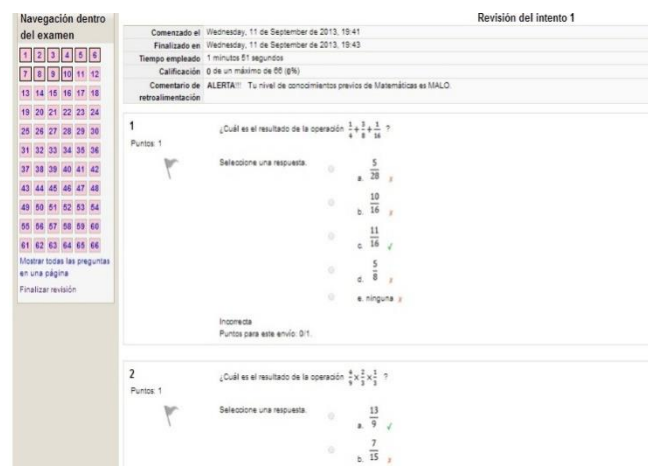 Navegación dentro
del examen
1 2 3 4 5 6
7 8 9 10 11 12
13 14 15 16 17 18
19 20 21 22 23 24
25 26 27 28 29 30
31 32 33 34 35 36
37 38 39 40 41 42
43 44 45 46 47 48
49 50 51 52 53 54
55 56 57 58 59 60
61 62 63 64 65 66
Mostrar todas las preguntas
en una página
Finalizar revisión
Revisión del intento 1
Comenzado el Wednesday, 11 de September de 2013, 19:41
Finalizado en Wednesday, 11 de September de 2013, 19:43
Tiempo empleado 1 minutos 51 segundos
Calificación 0 de un máximo de 66 (0%)
Comentario de retroalimentación ALERTA!!! Tu nivel de conocimientos previos de Matemáticas es MALO.
1
Puntos: 1
¿Cuál es el resultado de la operación ?
Seleccione una respuesta.
a. 5/28 ✗
b. 10/16 ✗
c. 11/16 ✓
d. 5/8 ✗
e. ninguna ✗
Incorrecta
Puntos para este envío: 0/1.
2
Puntos: 1
¿Cuál es el resultado de la operación ?
Seleccione una respuesta.
a. 13/9 ✓
b. 7/15 ✗